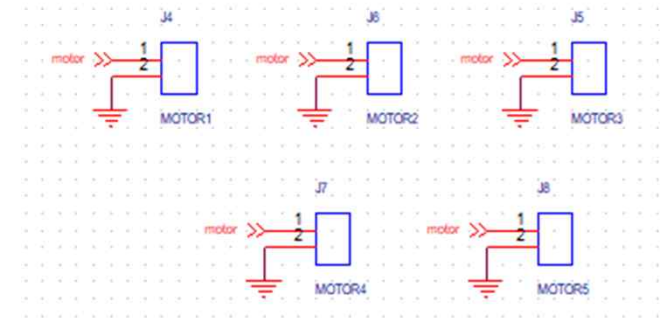 J4 J6 J5
motor 1 motor 1 motor 1
2 2 2
MOTOR1 MOTOR2 MOTOR3
J7 J8
motor 1 motor 1
2 2
MOTOR4 MOTOR5